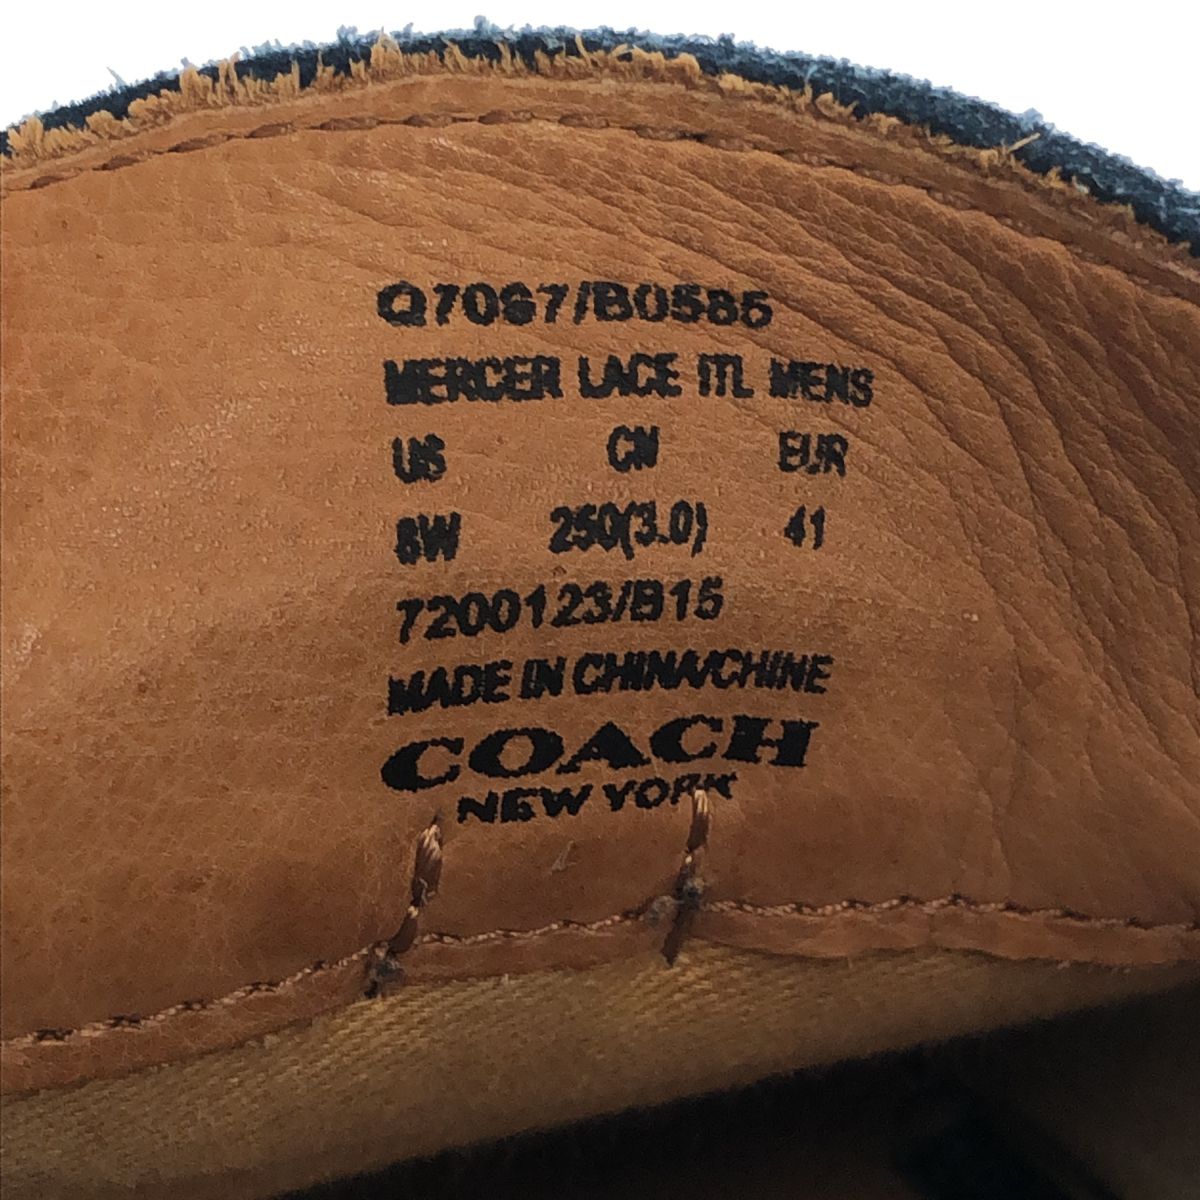 Q7067/B0585
MERCER LACE ITL MENS
US CN EUR
8W 250(3.0) 41
7200123/B15
MADE IN CHINA/CHINE
COACH
NEW YORK